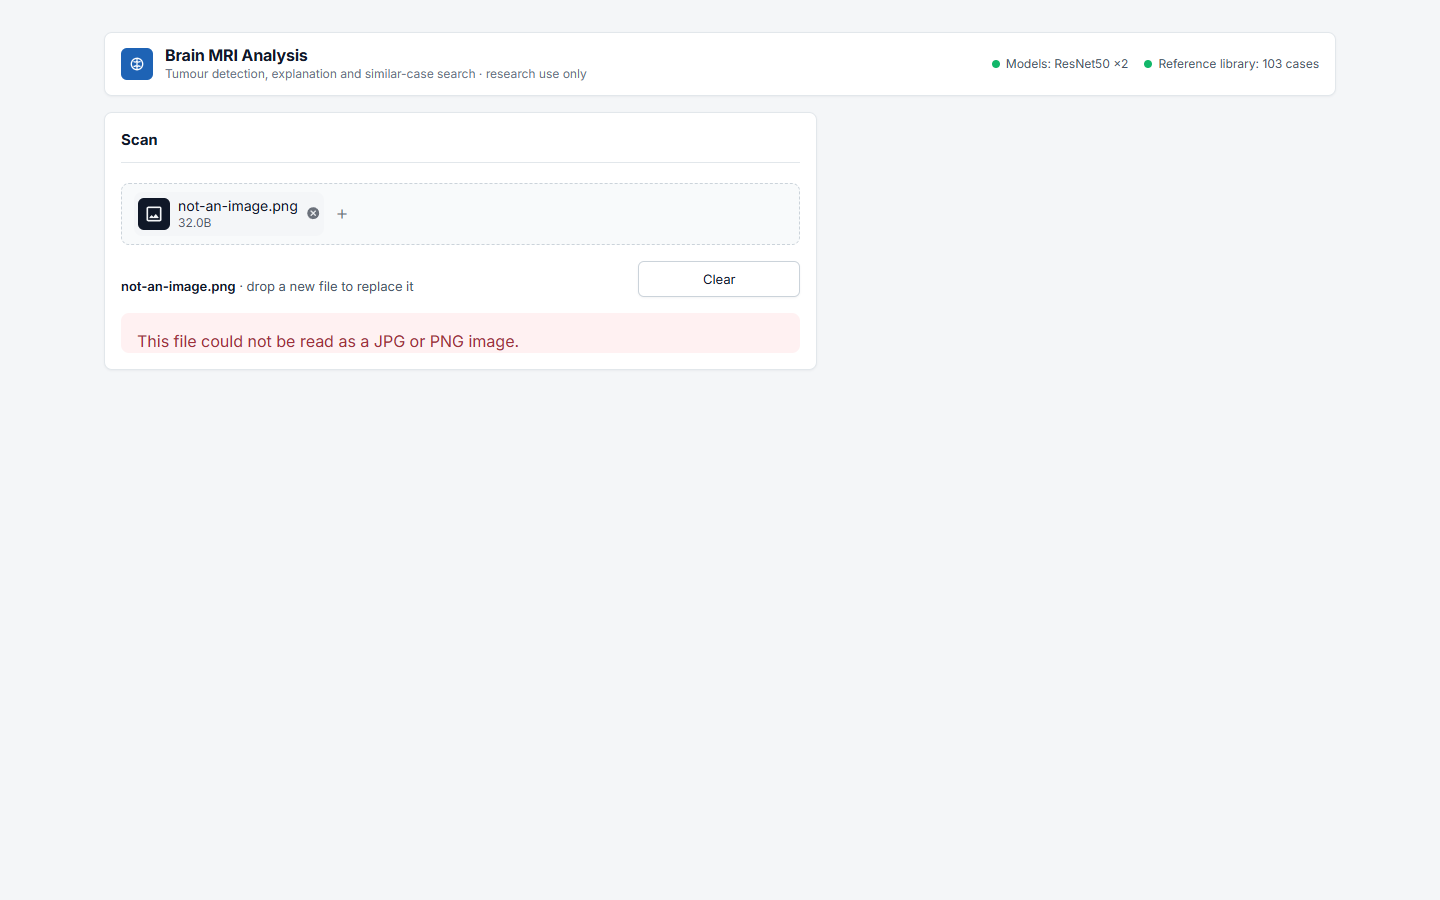 Brain MRI Analysis
Tumour detection, explanation and similar-case search · research use only
Models: ResNet50 ×2
Reference library: 103 cases
Scan
not-an-image.png
32.0B
not-an-image.png · drop a new file to replace it
Clear
This file could not be read as a JPG or PNG image.